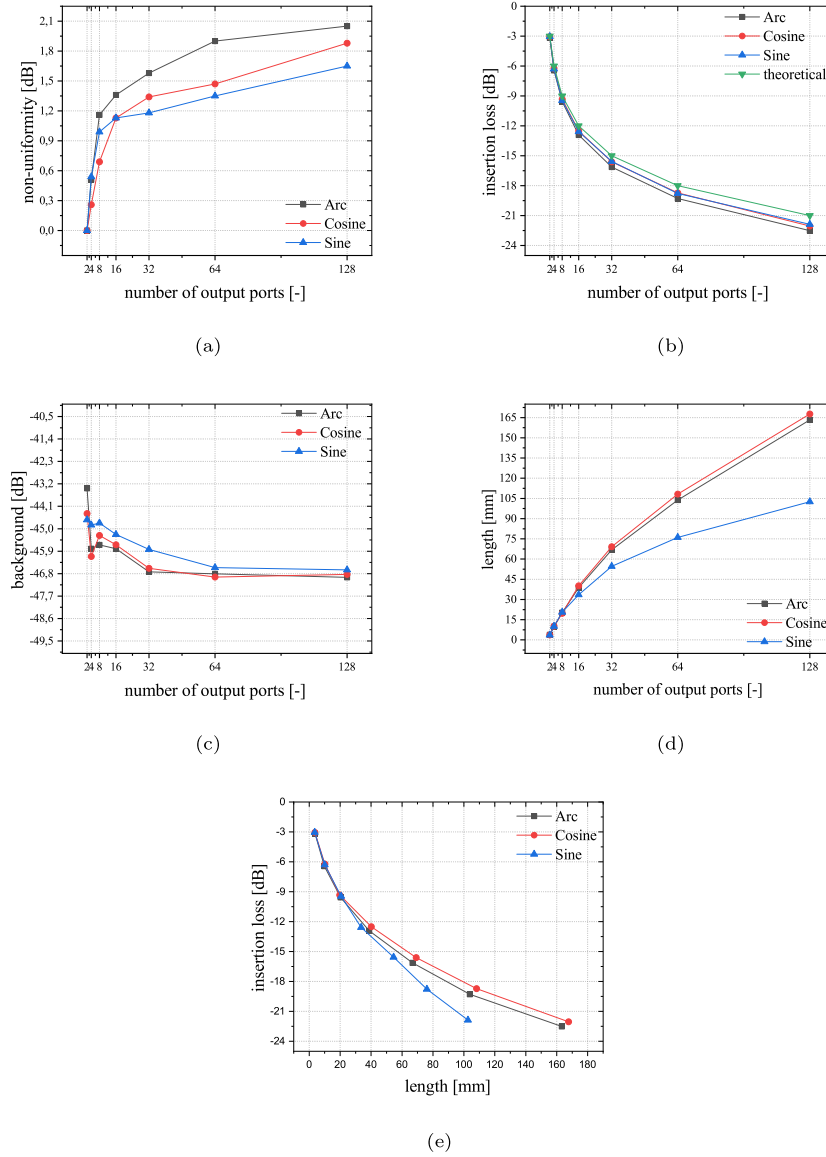 non-uniformity [dB]
2,1
1,8
1,5
1,2
0,9
0,6
0,3
0,0
Arc
Cosine
Sine
2 4 8 16 32 64 128
number of output ports [-]
(a)
insertion loss [dB]
0
-3
-6
-9
-12
-15
-18
-21
-24
Arc
Cosine
Sine
theoretical
2 4 8 16 32 64 128
number of output ports [-]
(b)
background [dB]
-40,5
-41,4
-42,3
-43,2
-44,1
-45,0
-45,9
-46,8
-47,7
-48,6
-49,5
Arc
Cosine
Sine
2 4 8 16 32 64 128
number of output ports [-]
(c)
length [mm]
165
150
135
120
105
90
75
60
45
30
15
0
Arc
Cosine
Sine
2 4 8 16 32 64 128
number of output ports [-]
(d)
insertion loss [dB]
0
-3
-6
-9
-12
-15
-18
-21
-24
Arc
Cosine
Sine
0 20 40 60 80 100 120 140 160 180
length [mm]
(e)